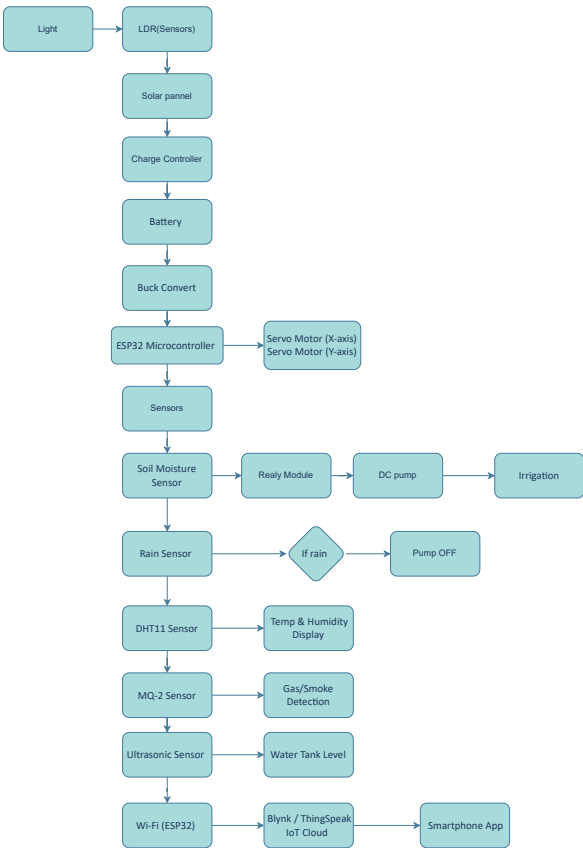 Light
LDR(Sensors)
Solar pannel
Charge Controller
Battery
Buck Convert
ESP32 Microcontroller
Servo Motor (X-axis)
Servo Motor (Y-axis)
Sensors
Soil Moisture
Sensor
Realy Module
DC pump
Irrigation
Rain Sensor
If rain
Pump OFF
DHT11 Sensor
Temp & Humidity
Display
MQ-2 Sensor
Gas/Smoke
Detection
Ultrasonic Sensor
Water Tank Level
Wi-Fi (ESP32)
Blynk / ThingSpeak
IoT Cloud
Smartphone App